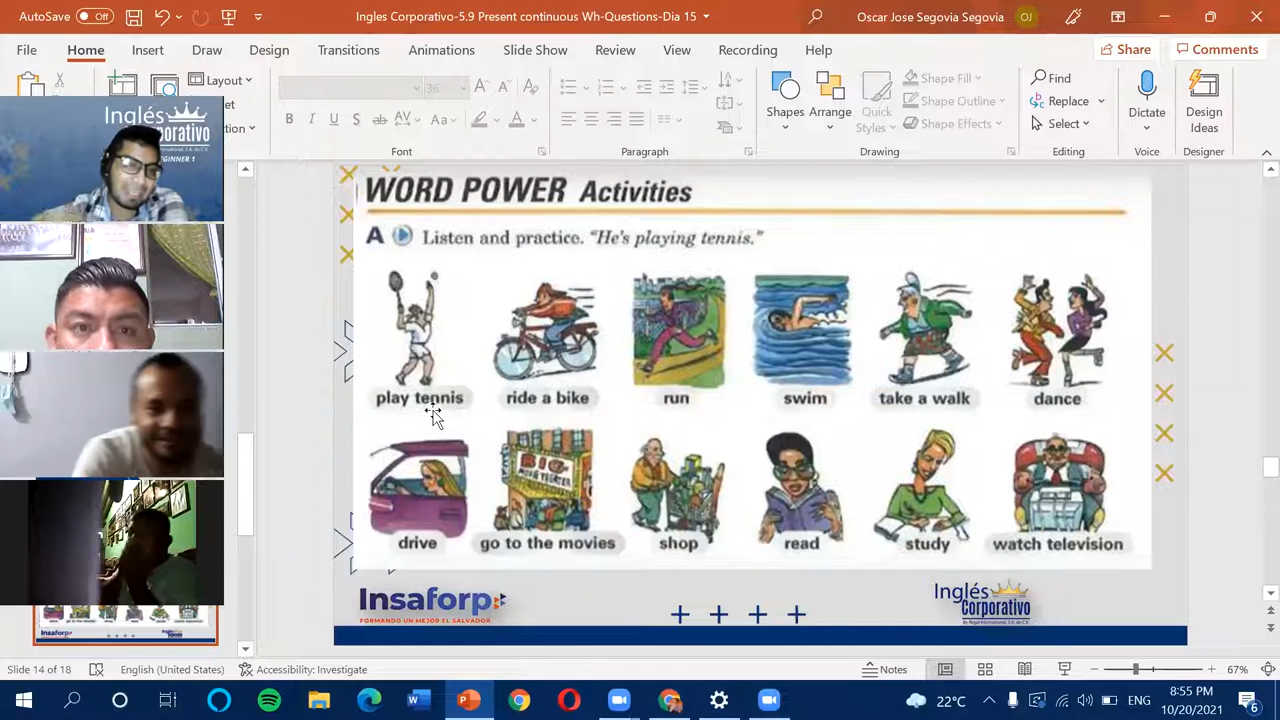 AutoSave Off
Ingles Corporativo-5.9 Present continuous Wh-Questions-Dia 15
Oscar Jose Segovia Segovia
OJ
File Home Insert Draw Design Transitions Animations Slide Show Review View Recording Help
Share
Comments
Layout
Shapes
Arrange
Quick Styles
Shape Fill
Shape Outline
Shape Effects
Find
Replace
Select
Dictate
Design Ideas
Font
Paragraph
Drawing
Editing
Voice
Designer
Inglés
Corporativo
WORD POWER Activities
A Listen and practice. "He's playing tennis."
play tennis
ride a bike
run
swim
take a walk
dance
BIG
drive
go to the movies
shop
read
study
watch television
Insaforp
FORMANDO UN MEJOR EL SALVADOR
Inglés
Corporativo
Slide 14 of 18
English (United States)
Accessibility: Investigate
Notes
67%
22°C
ENG
8:55 PM
10/20/2021
6